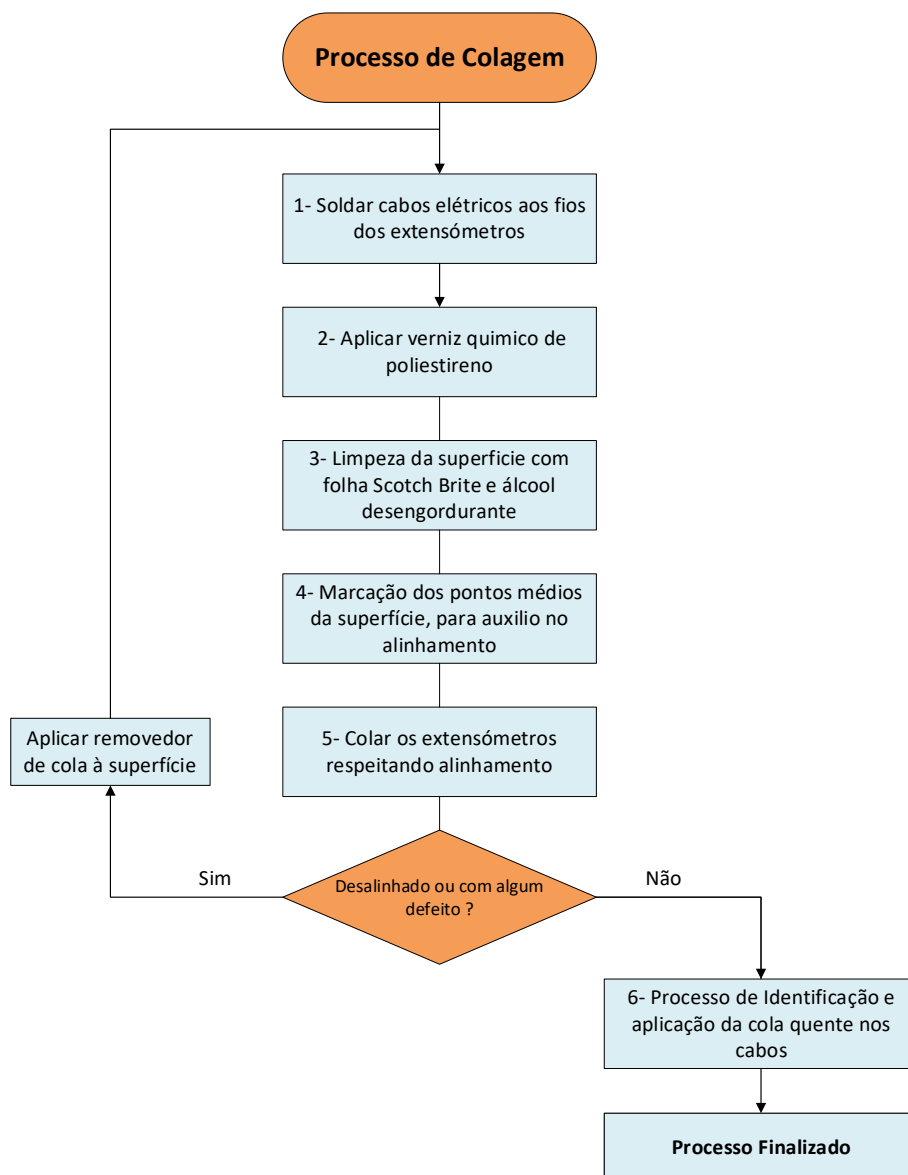 Processo de Colagem
1- Soldar cabos elétricos aos fios
dos extensómetros
2- Aplicar verniz quimico de
poliestireno
3- Limpeza da superficie com
folha Scotch Brite e álcool
desengordurante
4- Marcação dos pontos médios
da superfície, para auxilio no
alinhamento
5- Colar os extensómetros
respeitando alinhamento
Aplicar removedor
de cola à superfície
Sim
Desalinhado ou com algum
defeito ?
Não
6- Processo de Identificação e
aplicação da cola quente nos
cabos
Processo Finalizado